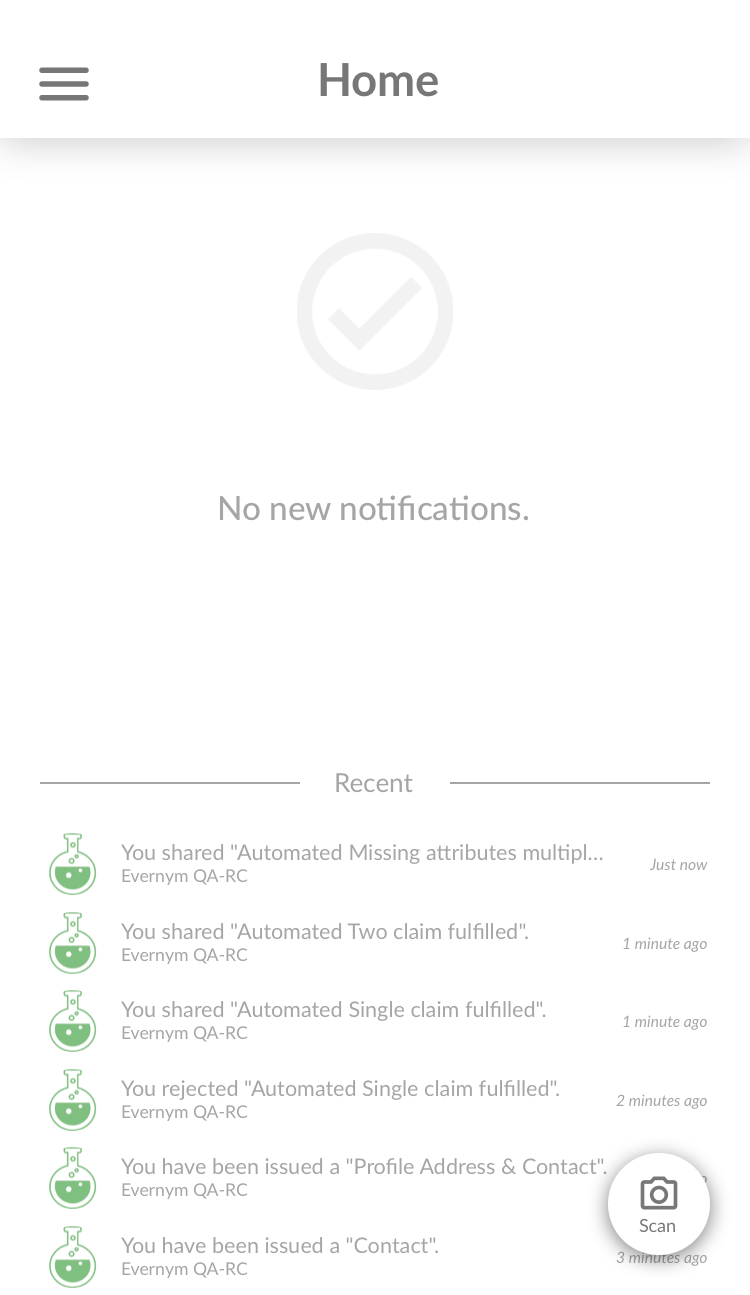 Home
No new notifications.
Recent
You shared "Automated Missing attributes multipl...
Evernym QA-RC
Just now
You shared "Automated Two claim fulfilled".
Evernym QA-RC
1 minute ago
You shared "Automated Single claim fulfilled".
Evernym QA-RC
1 minute ago
You rejected "Automated Single claim fulfilled".
Evernym QA-RC
2 minutes ago
You have been issued a "Profile Address & Contact".
Evernym QA-RC
Scan
You have been issued a "Contact".
Evernym QA-RC
3 minutes ago